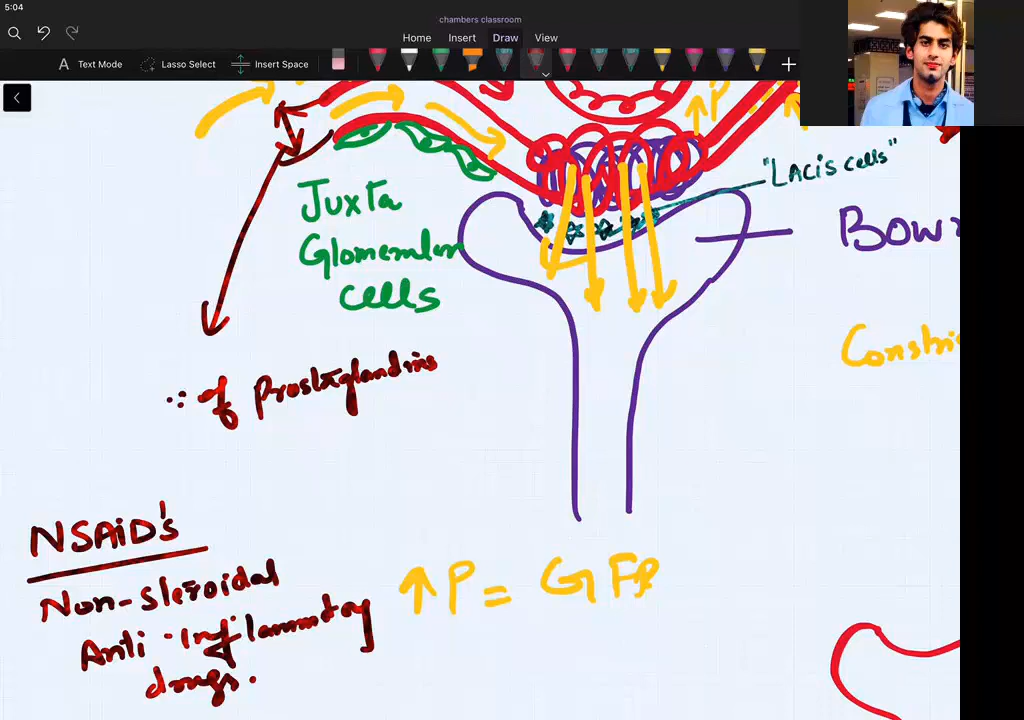 5:04
chambers classroom
Home Insert Draw View
A Text Mode Lasso Select Insert Space
P
"LAcis cells"
Juxta
Glomerular
cells
Bow
Constri
∵ of Prostaglandins
NSAiD's
Non-steroidal
Anti-inflammatory
drugs.
↑ P = GFR